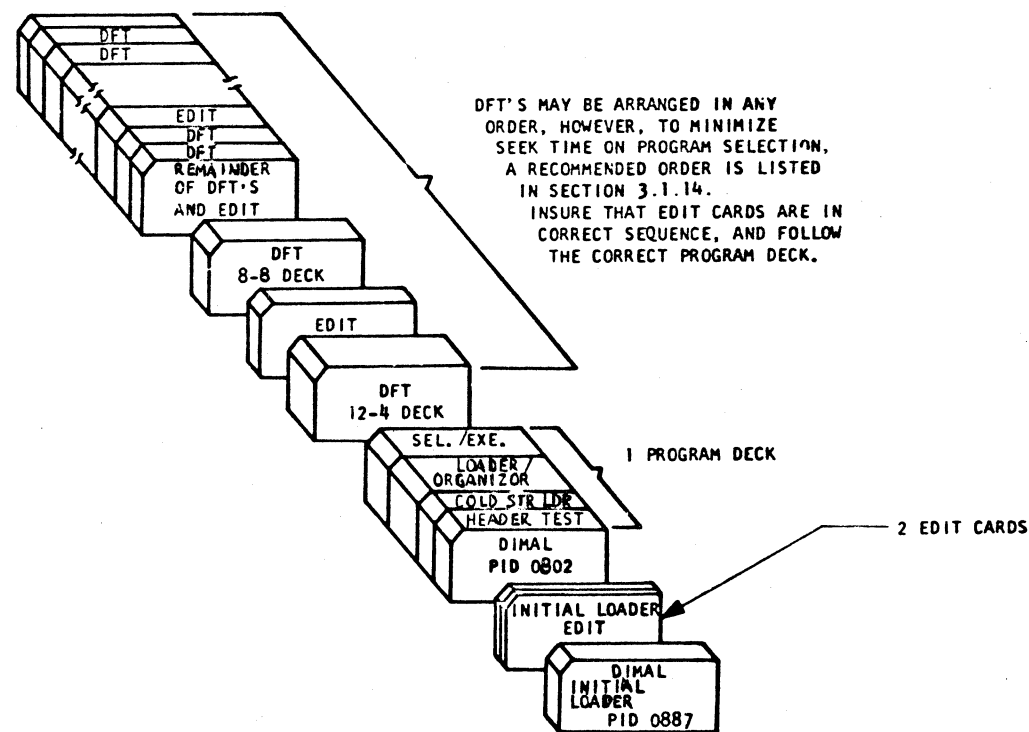 DFT
DFT
EDIT
DFT
DFT
REMAINDER
OF DFT'S
AND EDIT
DFT'S MAY BE ARRANGED IN ANY
ORDER, HOWEVER, TO MINIMIZE
SEEK TIME ON PROGRAM SELECTION,
A RECOMMENDED ORDER IS LISTED
IN SECTION 3.1.14.
INSURE THAT EDIT CARDS ARE IN
CORRECT SEQUENCE, AND FOLLOW
THE CORRECT PROGRAM DECK.
DFT
8-8 DECK
EDIT
DFT
12-4 DECK
SEL./EXE.
LOADER/
ORGANIZOR
COLD STR LDR
HEADER TEST
DIMAL
PID 0802
1 PROGRAM DECK
2 EDIT CARDS
INITIAL LOADER
EDIT
DIMAL
INITIAL
LOADER
PID 0887